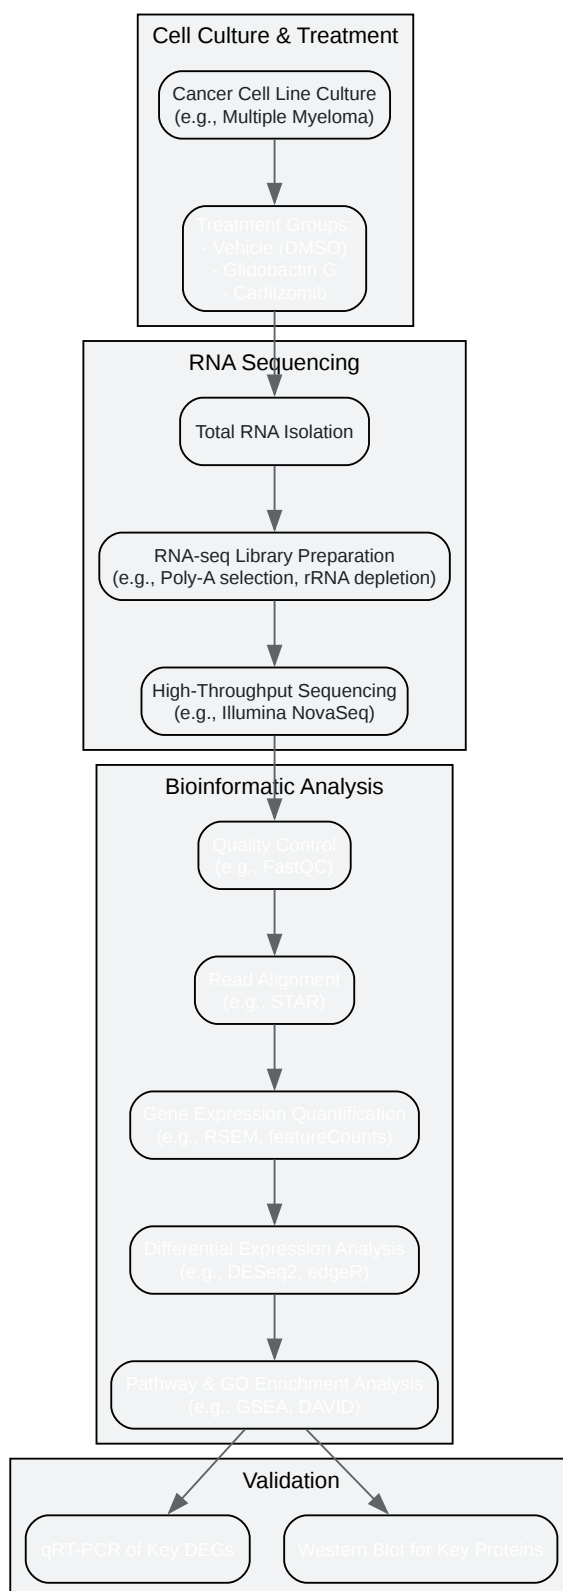 Cell Culture & Treatment
Cancer Cell Line Culture
(e.g., Multiple Myeloma)
Treatment Groups:
- Vehicle (DMSO)
- Glidobactin G
- Carfilzomib
RNA Sequencing
Total RNA Isolation
RNA-seq Library Preparation
(e.g., Poly-A selection, rRNA depletion)
High-Throughput Sequencing
(e.g., Illumina NovaSeq)
Bioinformatic Analysis
Quality Control
(e.g., FastQC)
Read Alignment
(e.g., STAR)
Gene Expression Quantification
(e.g., RSEM, featureCounts)
Differential Expression Analysis
(e.g., DESeq2, edgeR)
Pathway & GO Enrichment Analysis
(e.g., GSEA, DAVID)
Validation
qRT-PCR of Key DEGs
Western Blot for Key Proteins